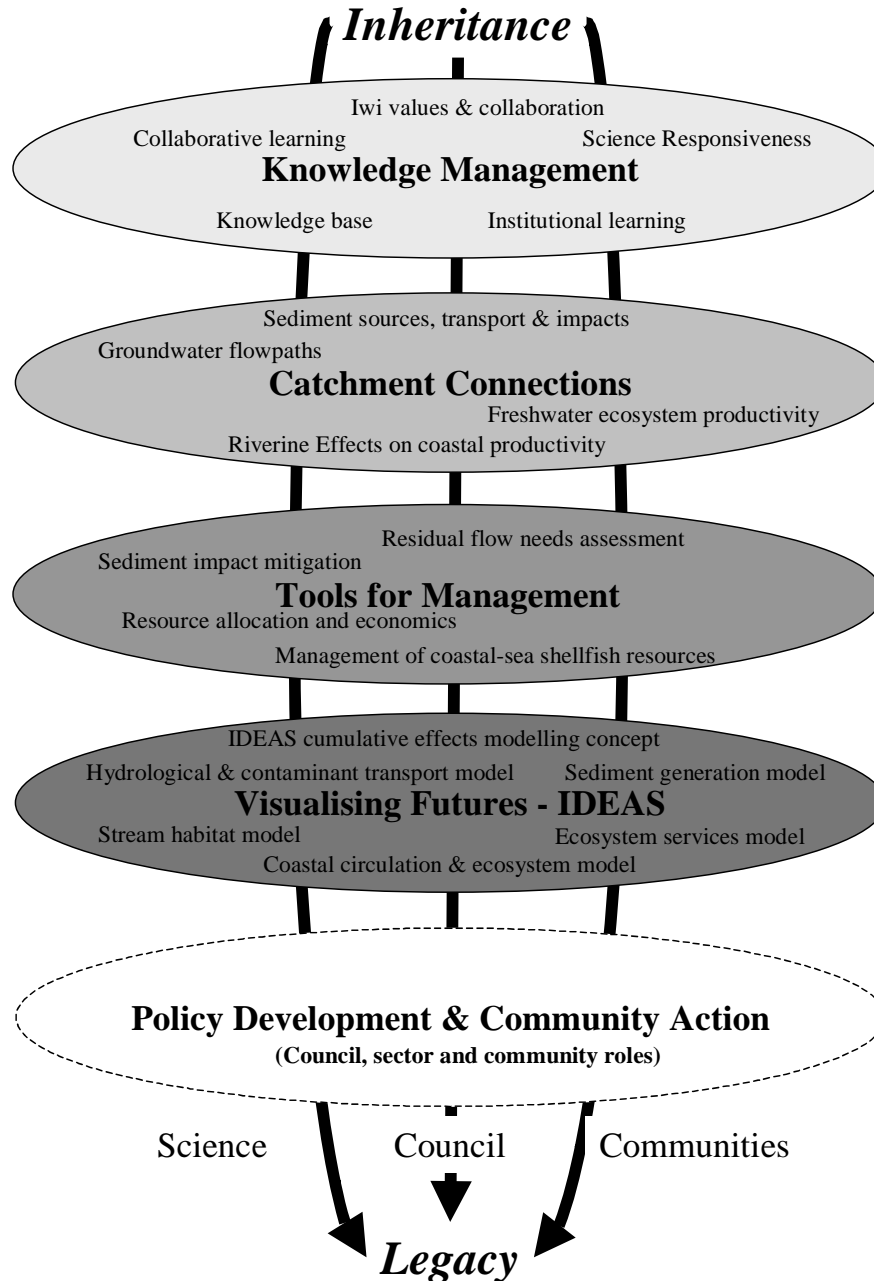 Inheritance
Iwi values & collaboration
Collaborative learning
Science Responsiveness
Knowledge Management
Knowledge base
Institutional learning
Sediment sources, transport & impacts
Groundwater flowpaths
Catchment Connections
Freshwater ecosystem productivity
Riverine Effects on coastal productivity
Residual flow needs assessment
Sediment impact mitigation
Tools for Management
Resource allocation and economics
Management of coastal-sea shellfish resources
IDEAS cumulative effects modelling concept
Hydrological & contaminant transport model
Sediment generation model
Visualising Futures - IDEAS
Stream habitat model
Ecosystem services model
Coastal circulation & ecosystem model
Policy Development & Community Action
(Council, sector and community roles)
Science
Council
Communities
Legacy